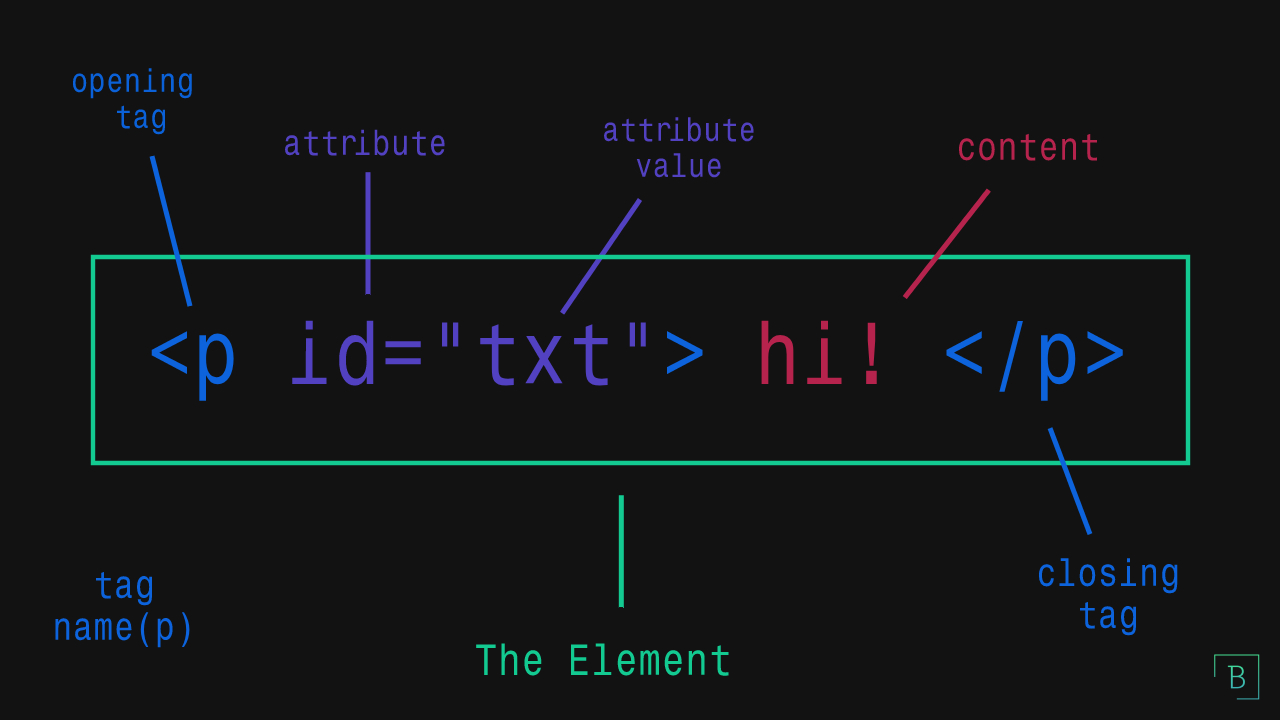 opening
tag
attribute
attribute
value
content
<p id="txt"> hi! </p>
tag
name(p)
closing
tag
The Element
B